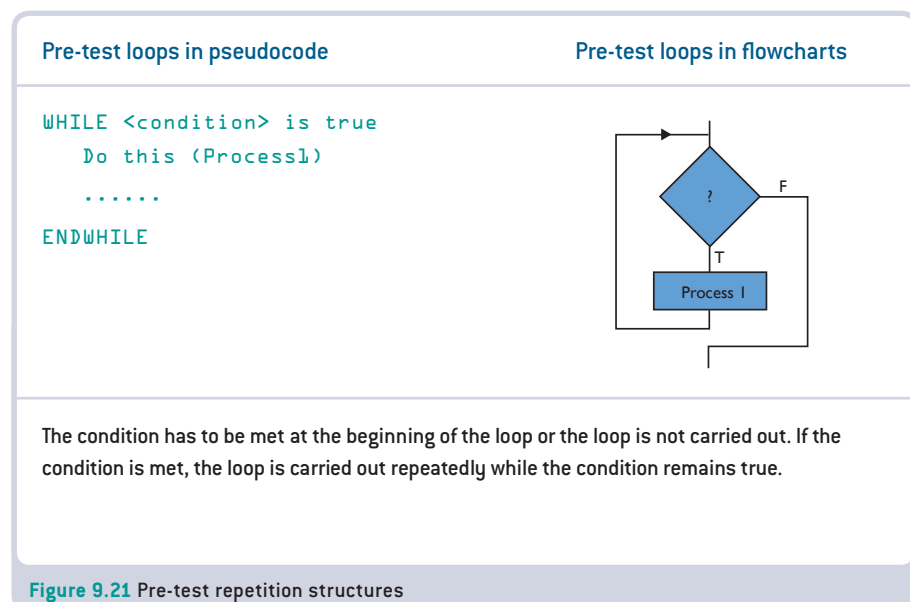 Pre-test loops in pseudocode
Pre-test loops in flowcharts
WHILE <condition> is true
Do this (Process1)
......
ENDWHILE
?
F
T
Process 1
The condition has to be met at the beginning of the loop or the loop is not carried out. If the
condition is met, the loop is carried out repeatedly while the condition remains true.
Figure 9.21 Pre-test repetition structures